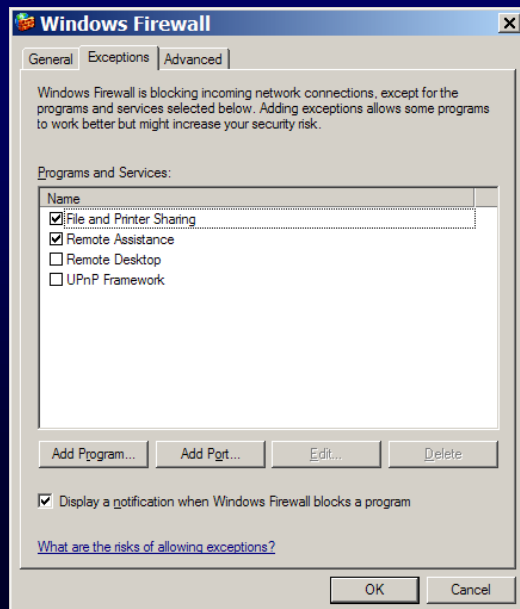 Windows Firewall
General Exceptions Advanced
Windows Firewall is blocking incoming network connections, except for the
programs and services selected below. Adding exceptions allows some programs
to work better but might increase your security risk.
Programs and Services:
Name
File and Printer Sharing
Remote Assistance
Remote Desktop
UPnP Framework
Add Program... Add Port... Edit... Delete
Display a notification when Windows Firewall blocks a program
What are the risks of allowing exceptions?
OK Cancel